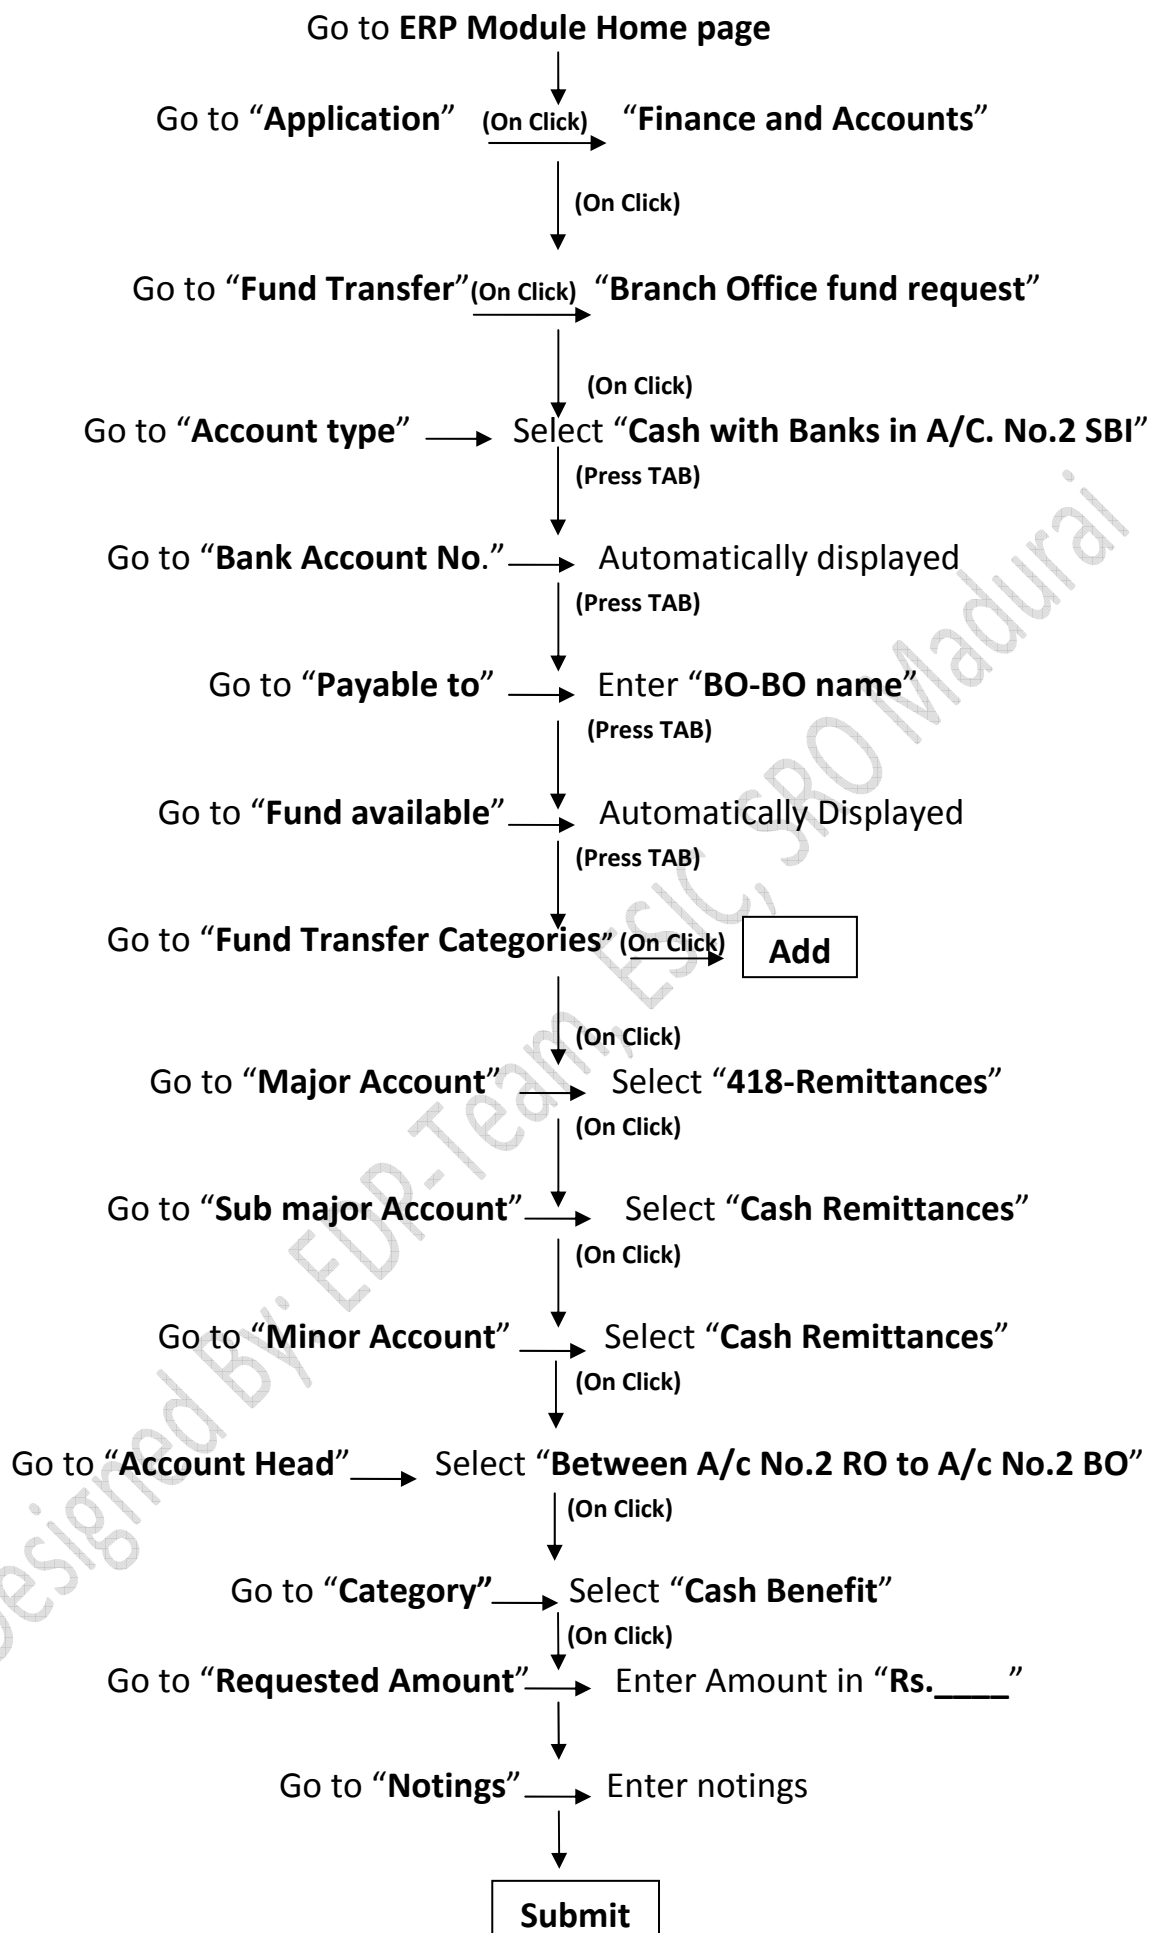 Go to ERP Module Home page
Go to “Application” (On Click) “Finance and Accounts”
(On Click)
Go to “Fund Transfer” (On Click) “Branch Office fund request”
(On Click)
Go to “Account type” Select “Cash with Banks in A/C. No.2 SBI”
(Press TAB)
Go to “Bank Account No.” Automatically displayed
(Press TAB)
Go to “Payable to” Enter “BO-BO name”
(Press TAB)
Go to “Fund available” Automatically Displayed
(Press TAB)
Go to “Fund Transfer Categories” (On Click) Add
(On Click)
Go to “Major Account” Select “418-Remittances”
(On Click)
Go to “Sub major Account” Select “Cash Remittances”
(On Click)
Go to “Minor Account” Select “Cash Remittances”
(On Click)
Go to “Account Head” Select “Between A/c No.2 RO to A/c No.2 BO”
(On Click)
Go to “Category” Select “Cash Benefit”
(On Click)
Go to “Requested Amount” Enter Amount in “Rs.____”
Go to “Notings” Enter notings
Submit
Designed By: EDP-Team, ESIC, SRO Madurai